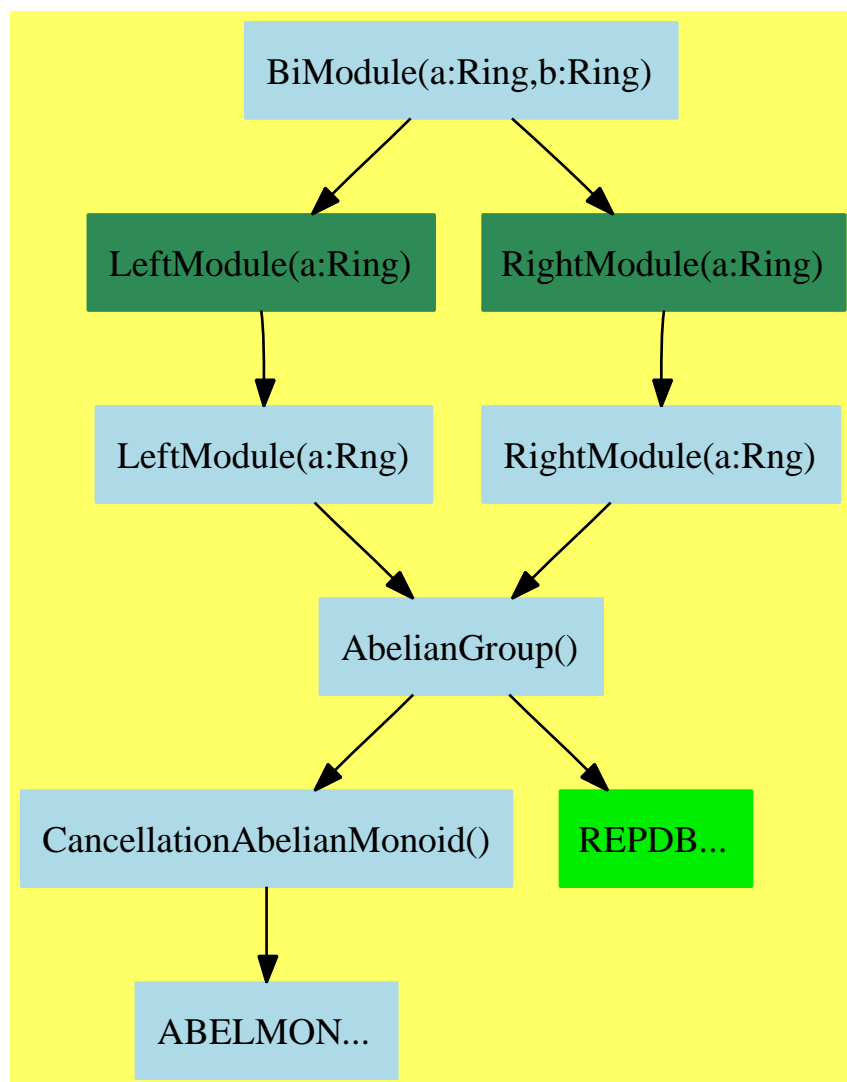 BiModule(a:Ring,b:Ring)
LeftModule(a:Ring)
RightModule(a:Ring)
LeftModule(a:Rng)
RightModule(a:Rng)
AbelianGroup()
CancellationAbelianMonoid()
REPDB...
ABELMON...